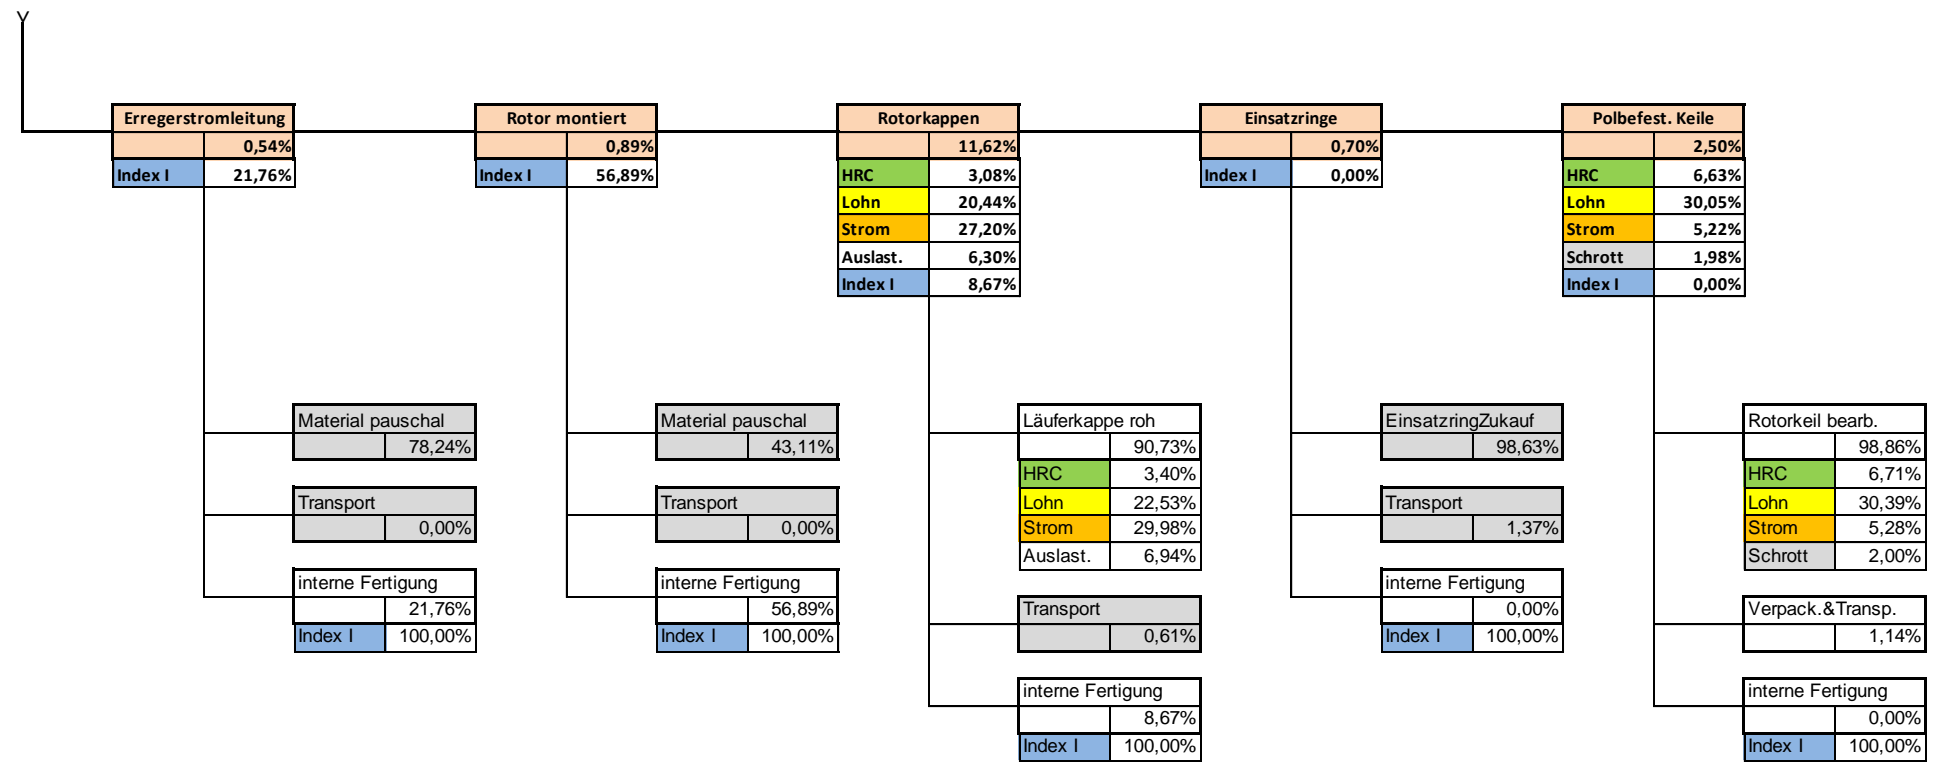 Y
Erregerstromleitung
0,54%
Index I 21,76%
Rotor montiert
0,89%
Index I 56,89%
Rotorkappen
11,62%
HRC 3,08%
Lohn 20,44%
Strom 27,20%
Auslast. 6,30%
Index I 8,67%
Einsatzringe
0,70%
Index I 0,00%
Polbefest. Keile
2,50%
HRC 6,63%
Lohn 30,05%
Strom 5,22%
Schrott 1,98%
Index I 0,00%
Material pauschal
78,24%
Transport
0,00%
interne Fertigung
21,76%
Index I 100,00%
Material pauschal
43,11%
Transport
0,00%
interne Fertigung
56,89%
Index I 100,00%
Läuferkappe roh
90,73%
HRC 3,40%
Lohn 22,53%
Strom 29,98%
Auslast. 6,94%
Transport
0,61%
interne Fertigung
8,67%
Index I 100,00%
EinsatzringZukauf
98,63%
Transport
1,37%
interne Fertigung
0,00%
Index I 100,00%
Rotorkeil bearb.
98,86%
HRC 6,71%
Lohn 30,39%
Strom 5,28%
Schrott 2,00%
Verpack.&Transp.
1,14%
interne Fertigung
0,00%
Index I 100,00%